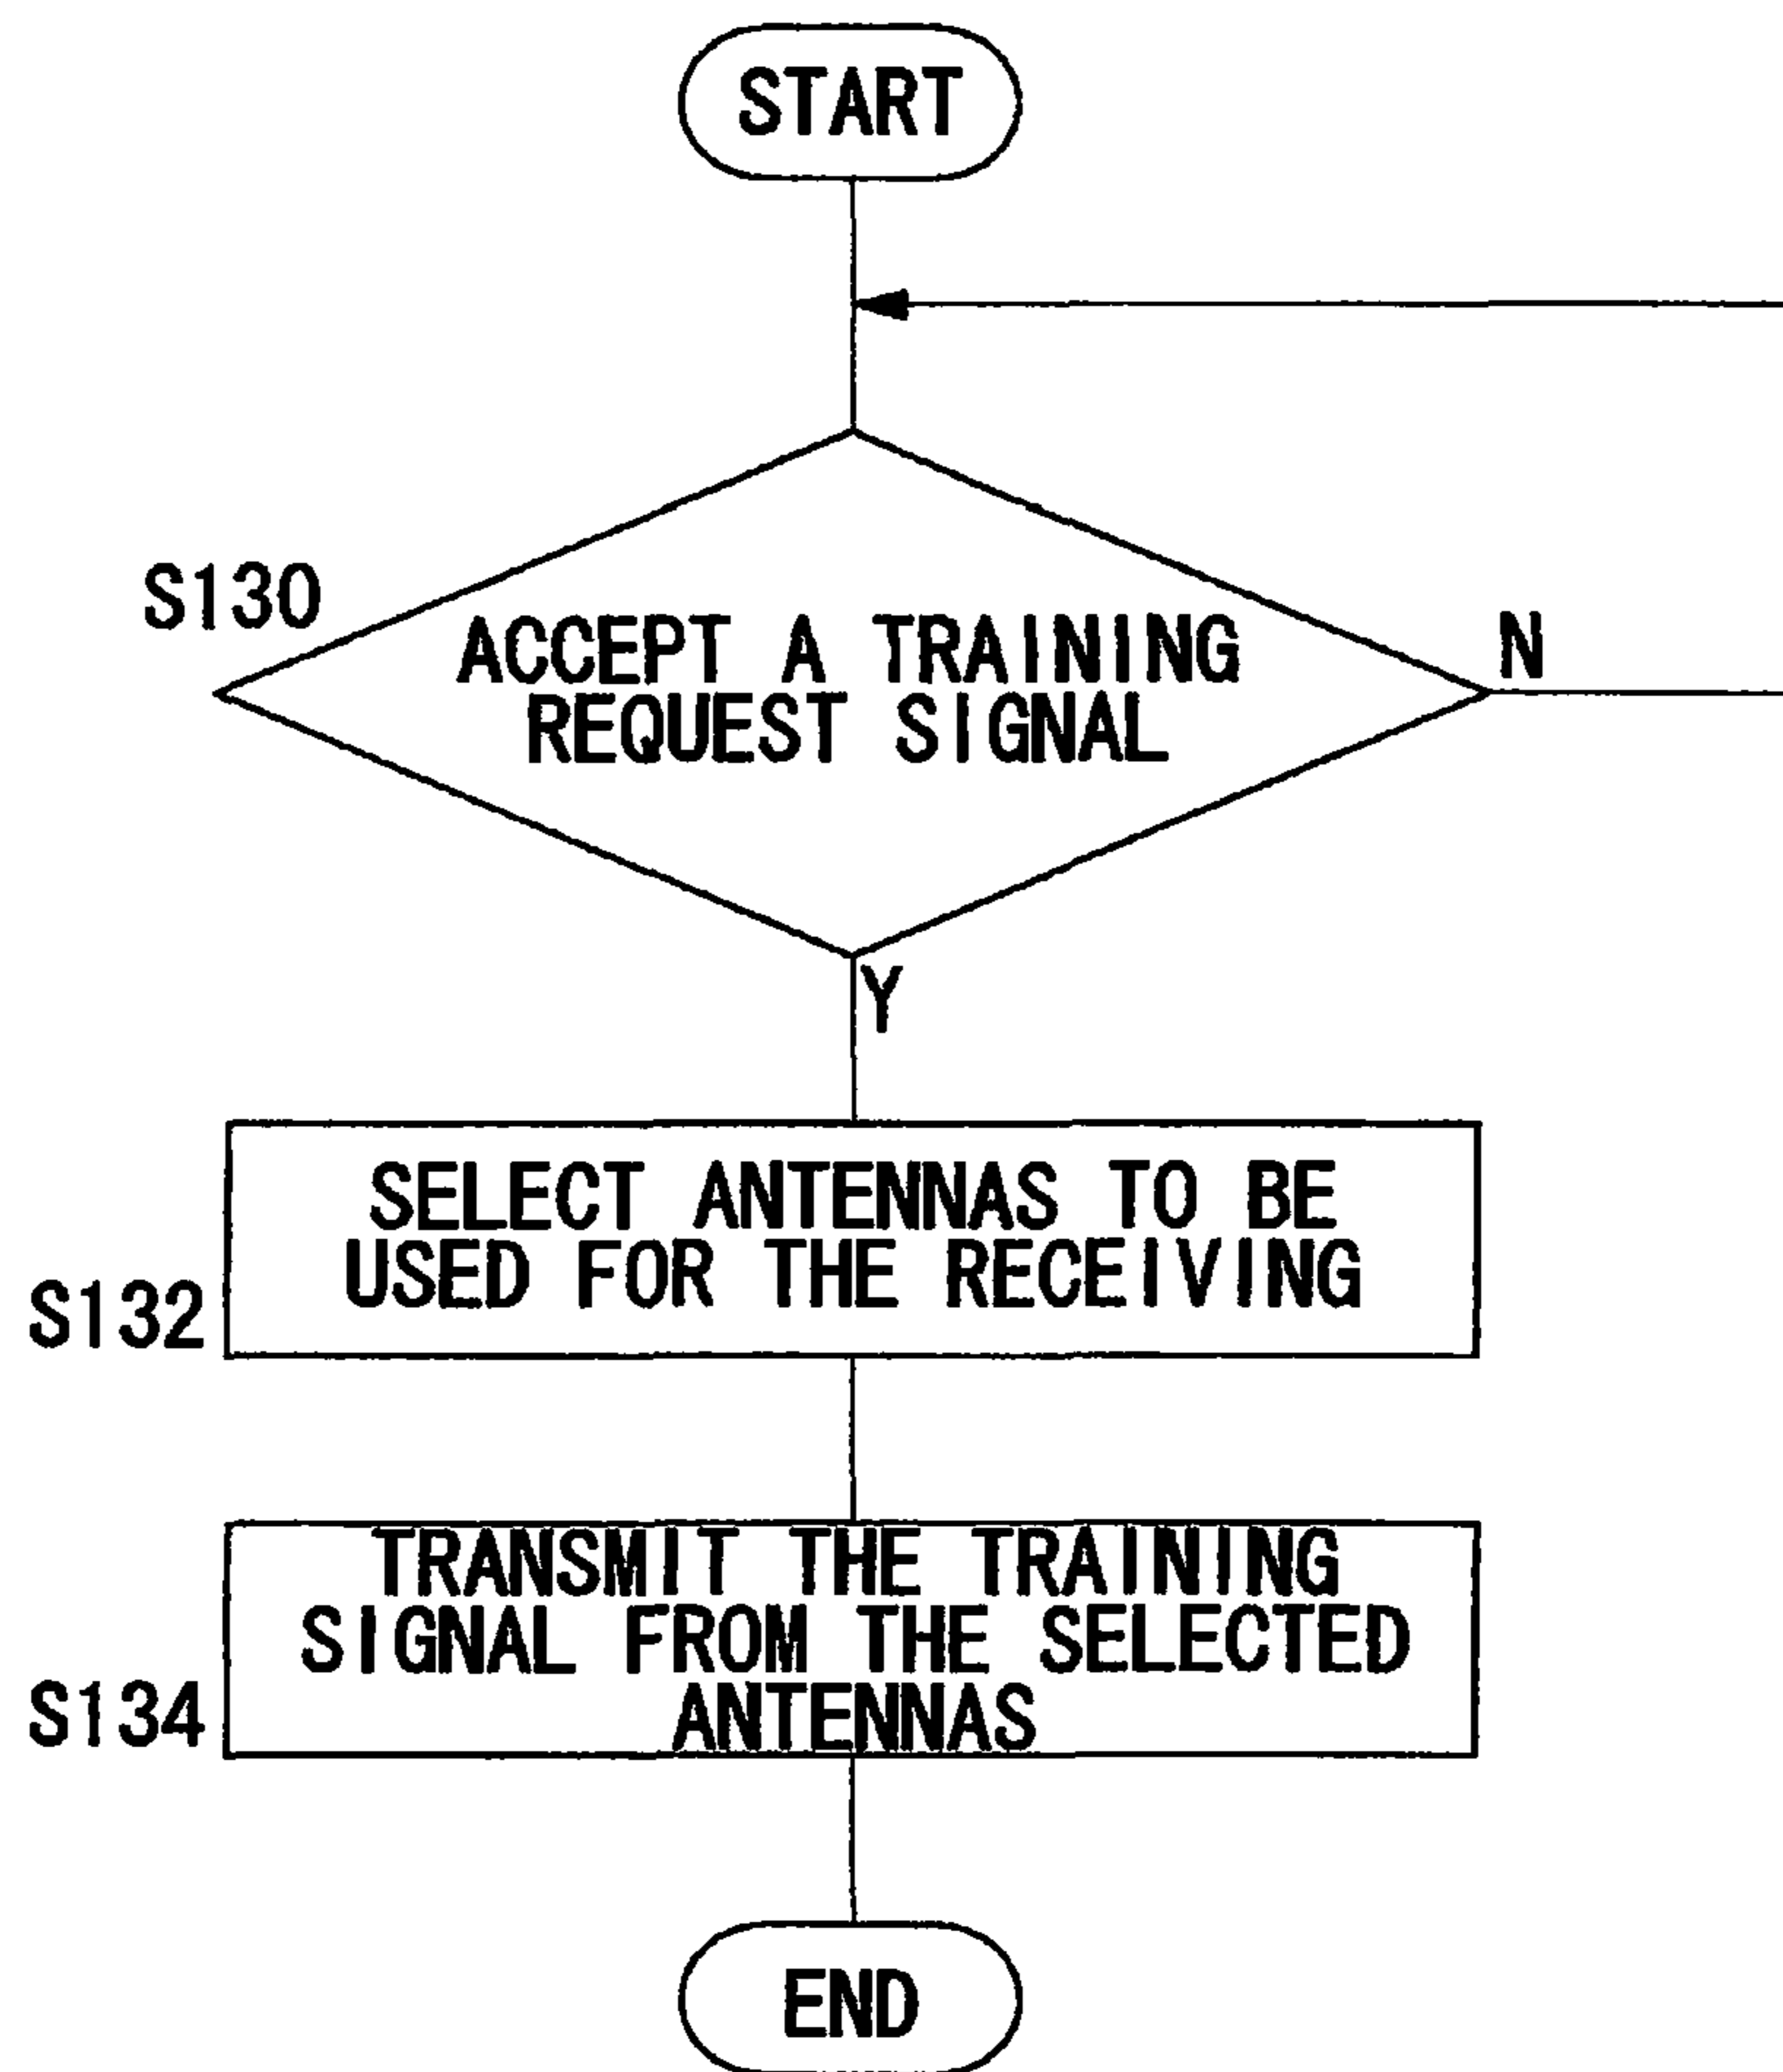 START
S130
ACCEPT A TRAINING
REQUEST SIGNAL
N
Y
SELECT ANTENNAS TO BE
USED FOR THE RECEIVING
S132
TRANSMIT THE TRAINING
SIGNAL FROM THE SELECTED
ANTENNAS
S134
END